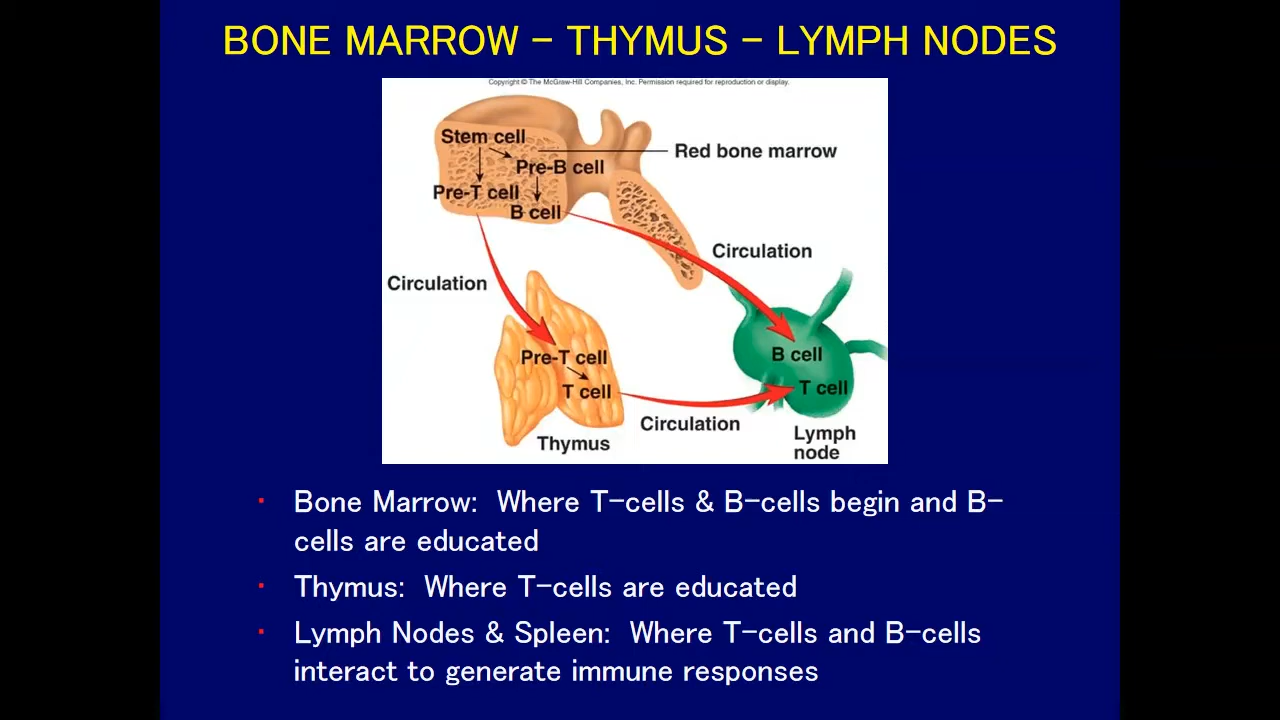 BONE MARROW – THYMUS – LYMPH NODES
Copyright © The McGraw-Hill Companies, Inc. Permission required for reproduction or display.
Stem cell
Red bone marrow
Pre-B cell
Pre-T cell
B cell
Circulation
Circulation
Pre-T cell
T cell
B cell
T cell
Circulation
Thymus
Lymph
node
· Bone Marrow: Where T-cells & B-cells begin and B-
cells are educated
· Thymus: Where T-cells are educated
· Lymph Nodes & Spleen: Where T-cells and B-cells
interact to generate immune responses